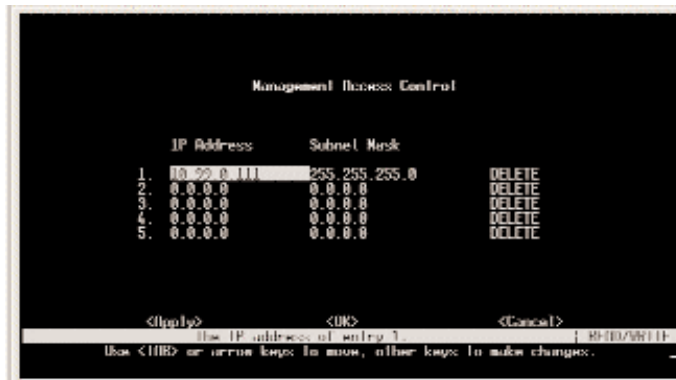 Management Access Control
IP Address Subnet Mask
1. 10.99.0.111 255.255.255.0 DELETE
2. 0.0.0.0 0.0.0.0 DELETE
3. 0.0.0.0 0.0.0.0 DELETE
4. 0.0.0.0 0.0.0.0 DELETE
5. 0.0.0.0 0.0.0.0 DELETE
<Apply> <OK> <Cancel>
The IP address of entry 1. | READ/WRITE
Use <TAB> or arrow keys to move, other keys to make changes.